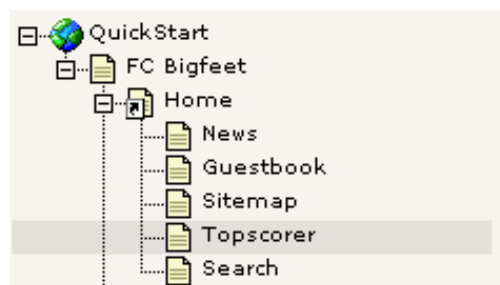 QuickStart
FC Bigfeet
Home
News
Guestbook
Sitemap
Topscorer
Search